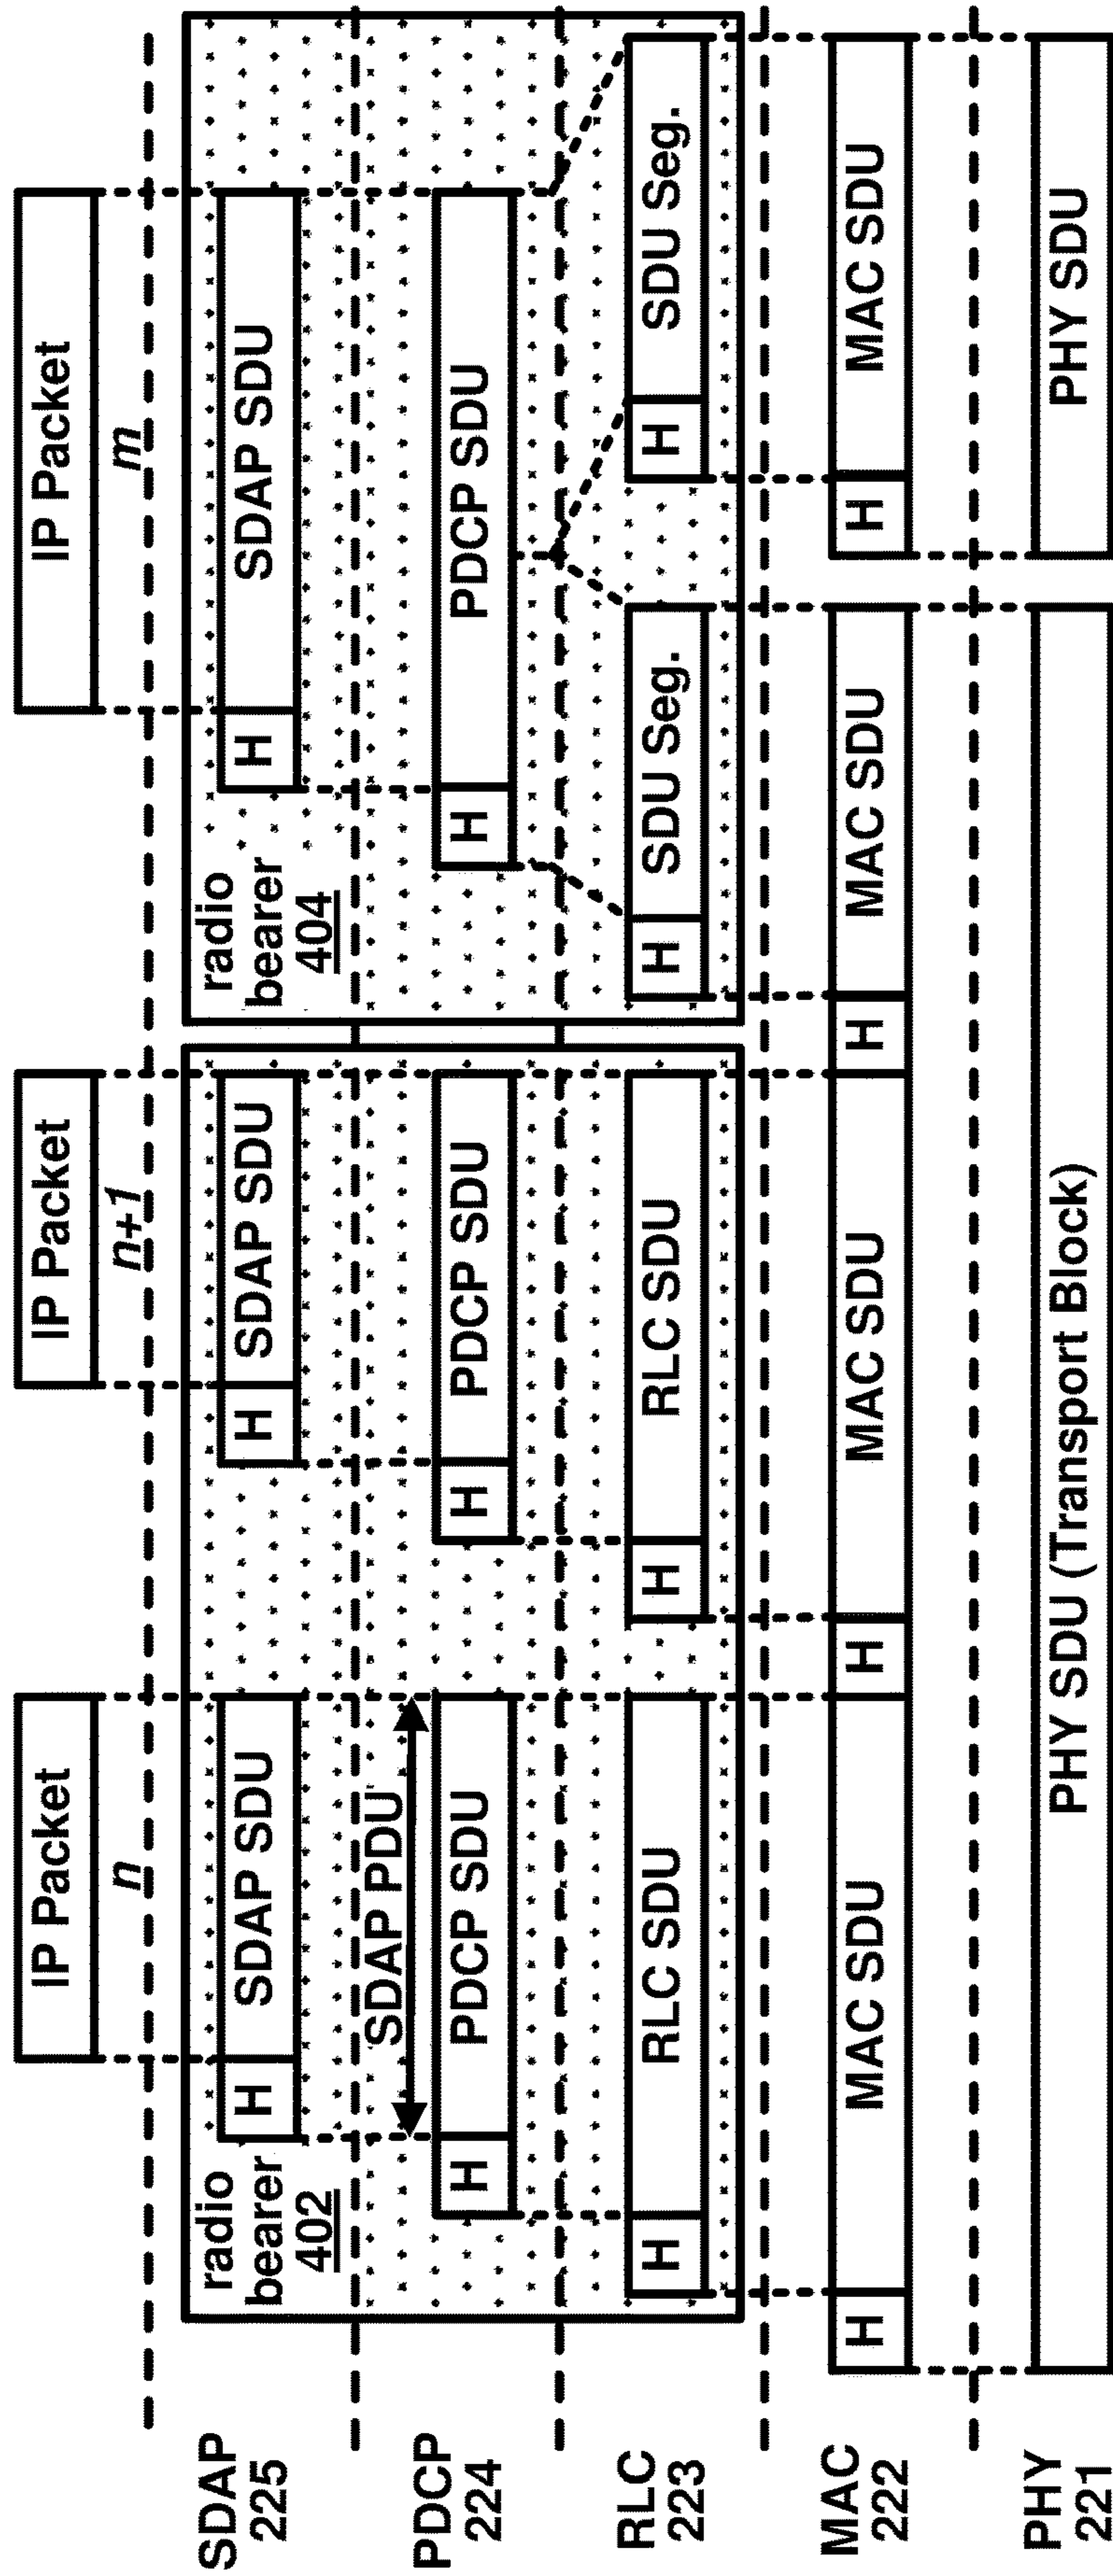 IP Packet IP Packet IP Packet
n n+1 m
SDAP
225
radio
bearer
402
H SDAP SDU H SDAP SDU
radio
bearer
404
H SDAP SDU
SDAP PDU
PDCP
224
H PDCP SDU H PDCP SDU H PDCP SDU
RLC
223
H RLC SDU H RLC SDU H SDU Seg. H SDU Seg.
MAC
222
H MAC SDU H MAC SDU H MAC SDU H MAC SDU
PHY
221
PHY SDU (Transport Block) PHY SDU